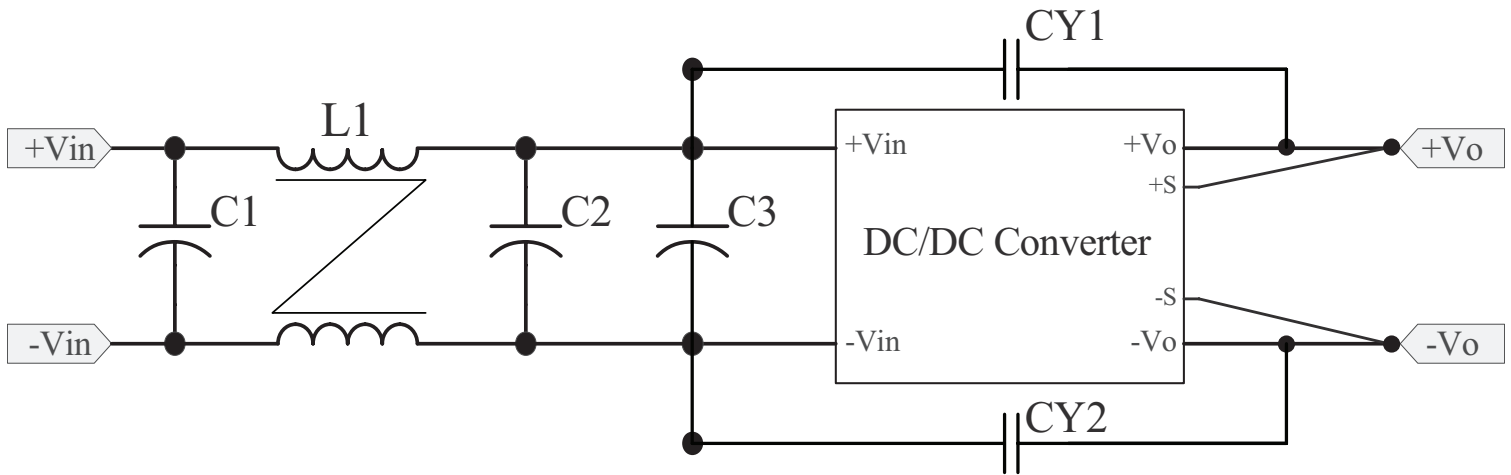 CY1
L1
+Vin
+Vin
+Vo
+Vo
+S
C1
C2
C3
DC/DC Converter
-S
-Vin
-Vin
-Vo
-Vo
CY2